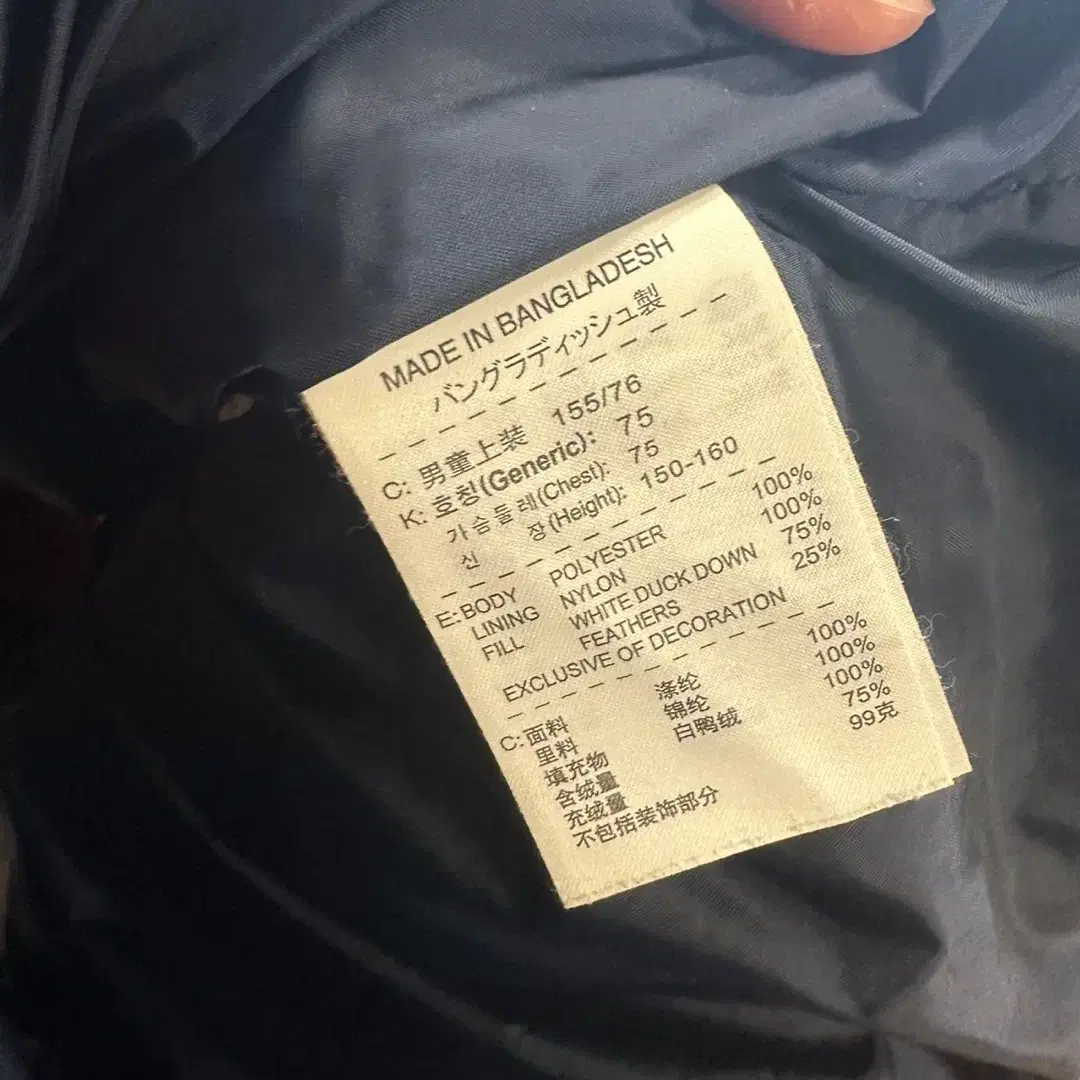 MADE IN BANGLADESH
バングラディッシュ製
C: 男童上装 155/76
K: 호칭(Generic): 75
가슴둘레(Chest): 75
신 장(Height): 150-160
E: BODY POLYESTER 100%
LINING NYLON 100%
FILL WHITE DUCK DOWN 75%
FEATHERS 25%
EXCLUSIVE OF DECORATION
C: 面料 涤纶 100%
里料 锦纶 100%
填充物 白鸭绒 100%
含绒量 75%
充绒量 99克
不包括装饰部分